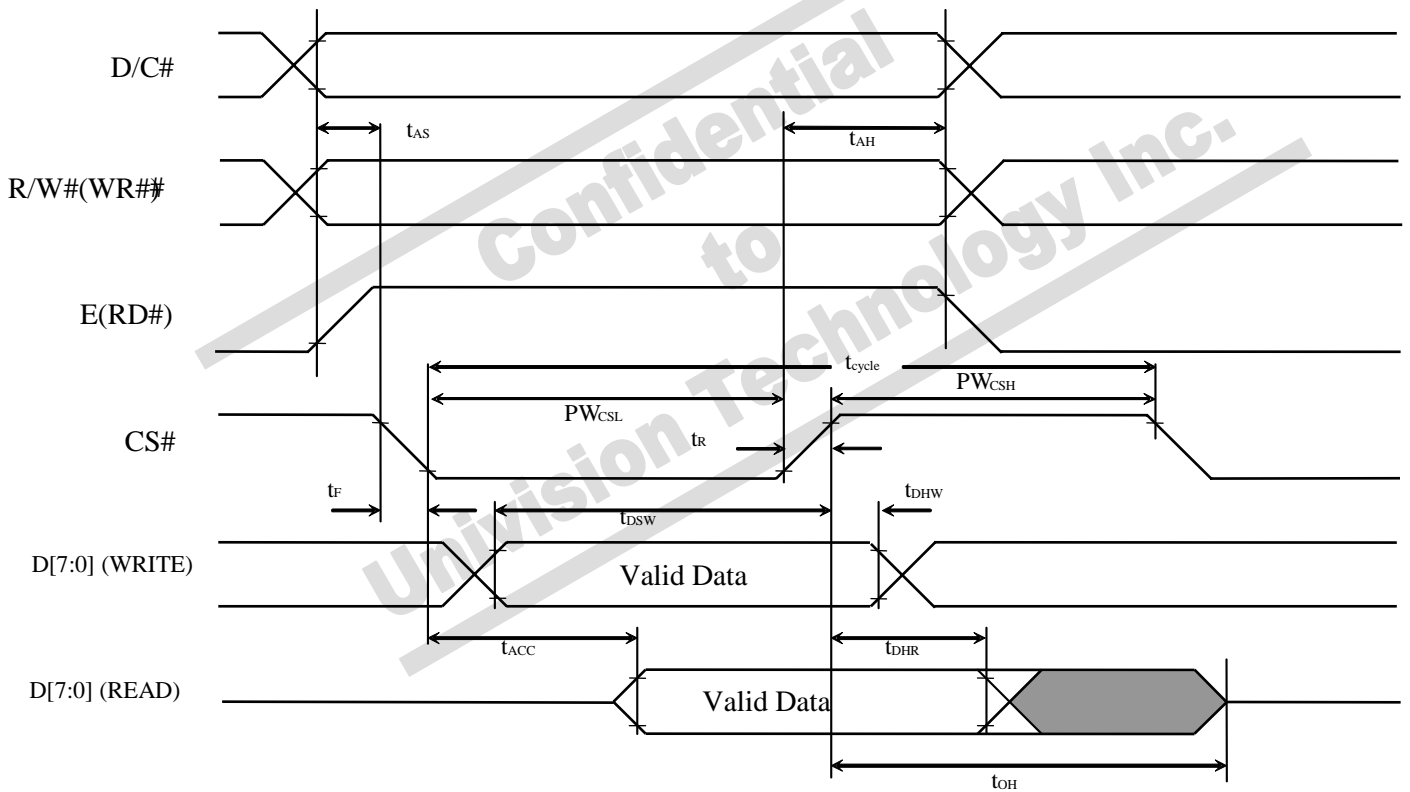 D/C#
tAS
tAH
R/W#(WR##)
E(RD#)
tcycle
PWCSL
PWCSH
CS#
tR
tF
tDSW
tDHW
D[7:0] (WRITE)
Valid Data
tACC
tDHR
D[7:0] (READ)
Valid Data
tOH
Confidential
to
Univision Technology Inc.